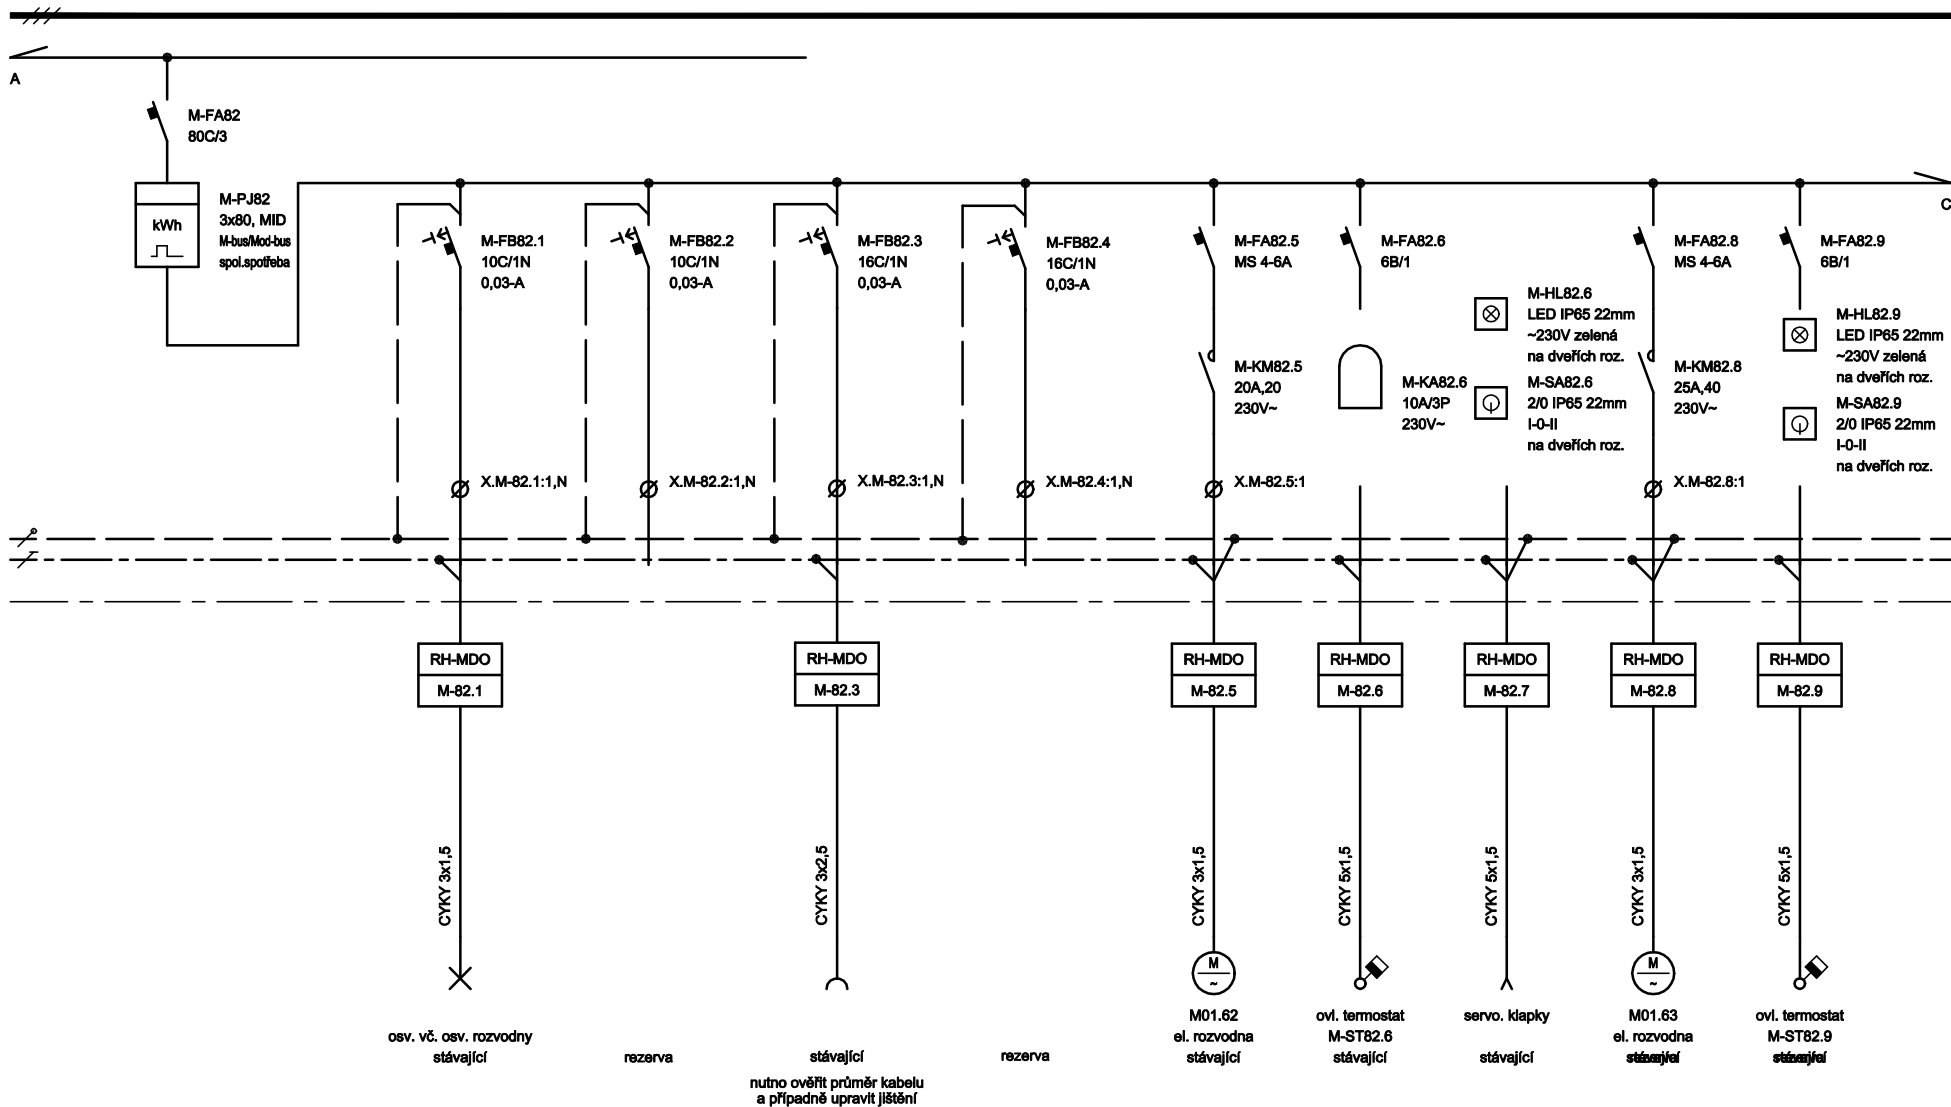 A
M-FA82
80C/3
M-PJ82
3x80, MID
M-bus/Mod-bus
spol.spotřeba
kWh
C
M-FB82.1
10C/1N
0,03-A
M-FB82.2
10C/1N
0,03-A
M-FB82.3
16C/1N
0,03-A
M-FB82.4
16C/1N
0,03-A
M-FA82.5
MS 4-6A
M-FA82.6
6B/1
M-FA82.8
MS 4-6A
M-FA82.9
6B/1
M-HL82.6
LED IP65 22mm
~230V zelená
na dveřích roz.
M-HL82.9
LED IP65 22mm
~230V zelená
na dveřích roz.
M-KM82.5
20A,20
230V~
M-KA82.6
10A/3P
230V~
M-SA82.6
2/0 IP65 22mm
I-0-II
na dveřích roz.
M-KM82.8
25A,40
230V~
M-SA82.9
2/0 IP65 22mm
I-0-II
na dveřích roz.
X.M-82.1:1,N
X.M-82.2:1,N
X.M-82.3:1,N
X.M-82.4:1,N
X.M-82.5:1
X.M-82.8:1
RH-MDO
M-82.1
RH-MDO
M-82.3
RH-MDO
M-82.5
RH-MDO
M-82.6
RH-MDO
M-82.7
RH-MDO
M-82.8
RH-MDO
M-82.9
CYKY 3x1,5
CYKY 3x2,5
CYKY 3x1,5
CYKY 5x1,5
CYKY 5x1,5
CYKY 3x1,5
CYKY 5x1,5
M
~
M
~
osv. vč. osv. rozvodny
stávající
rezerva
stávající
nutno ověřit průměr kabelu
a případně upravit jištění
rezerva
M01.62
el. rozvodna
stávající
ovl. termostat
M-ST82.6
stávající
servo. klapky
stávající
M01.63
el. rozvodna
ovl. termostat
M-ST82.9